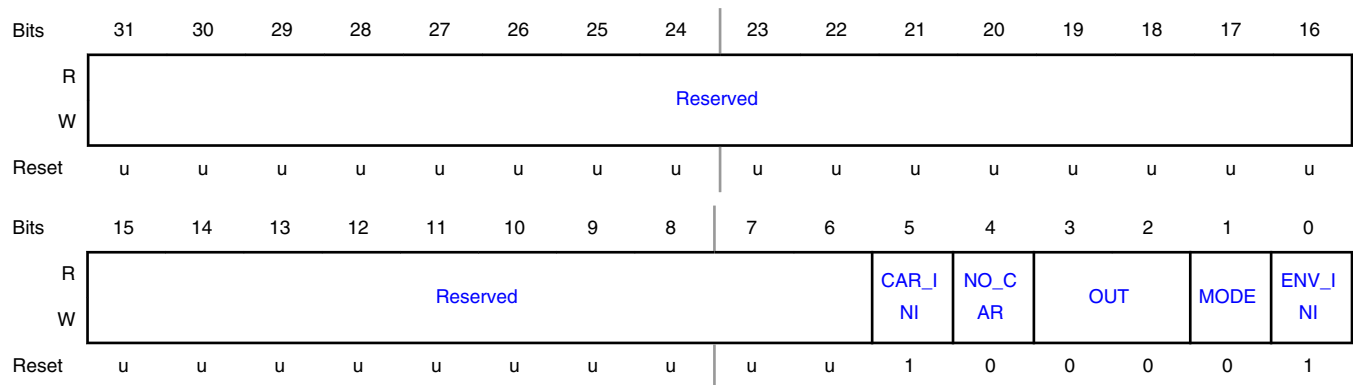 Bits 31 30 29 28 27 26 25 24 23 22 21 20 19 18 17 16
R
Reserved
W
Reset u u u u u u u u u u u u u u u u
Bits 15 14 13 12 11 10 9 8 7 6 5 4 3 2 1 0
R
Reserved CAR_I NO_C OUT MODE ENV_I
NI AR NI
W
Reset u u u u u u u u u u 1 0 0 0 0 1